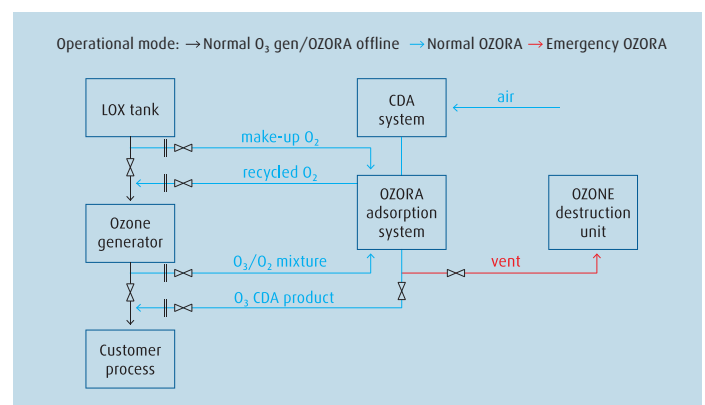 Operational mode: → Normal O₃ gen/OZORA offline → Normal OZORA → Emergency OZORA
LOX tank
CDA
system
air
make-up O₂
recycled O₂
Ozone
generator
OZORA
adsorption
system
OZONE
destruction
unit
O₃/O₂ mixture
vent
O₃ CDA product
Customer
process